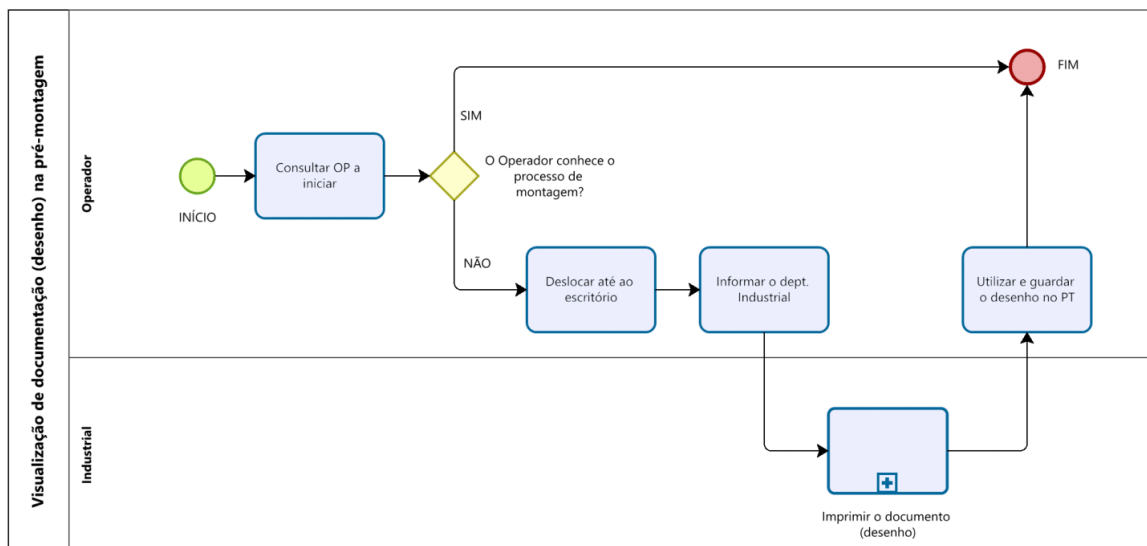 Visualização de documentação (desenho) na pré-montagem
Operador
INÍCIO
Consultar OP a
iniciar
SIM
O Operador conhece o
processo de
montagem?
NÃO
Deslocar até ao
escritório
Informar o dept.
Industrial
Utilizar e guardar
o desenho no PT
FIM
Industrial
Imprimir o documento
(desenho)